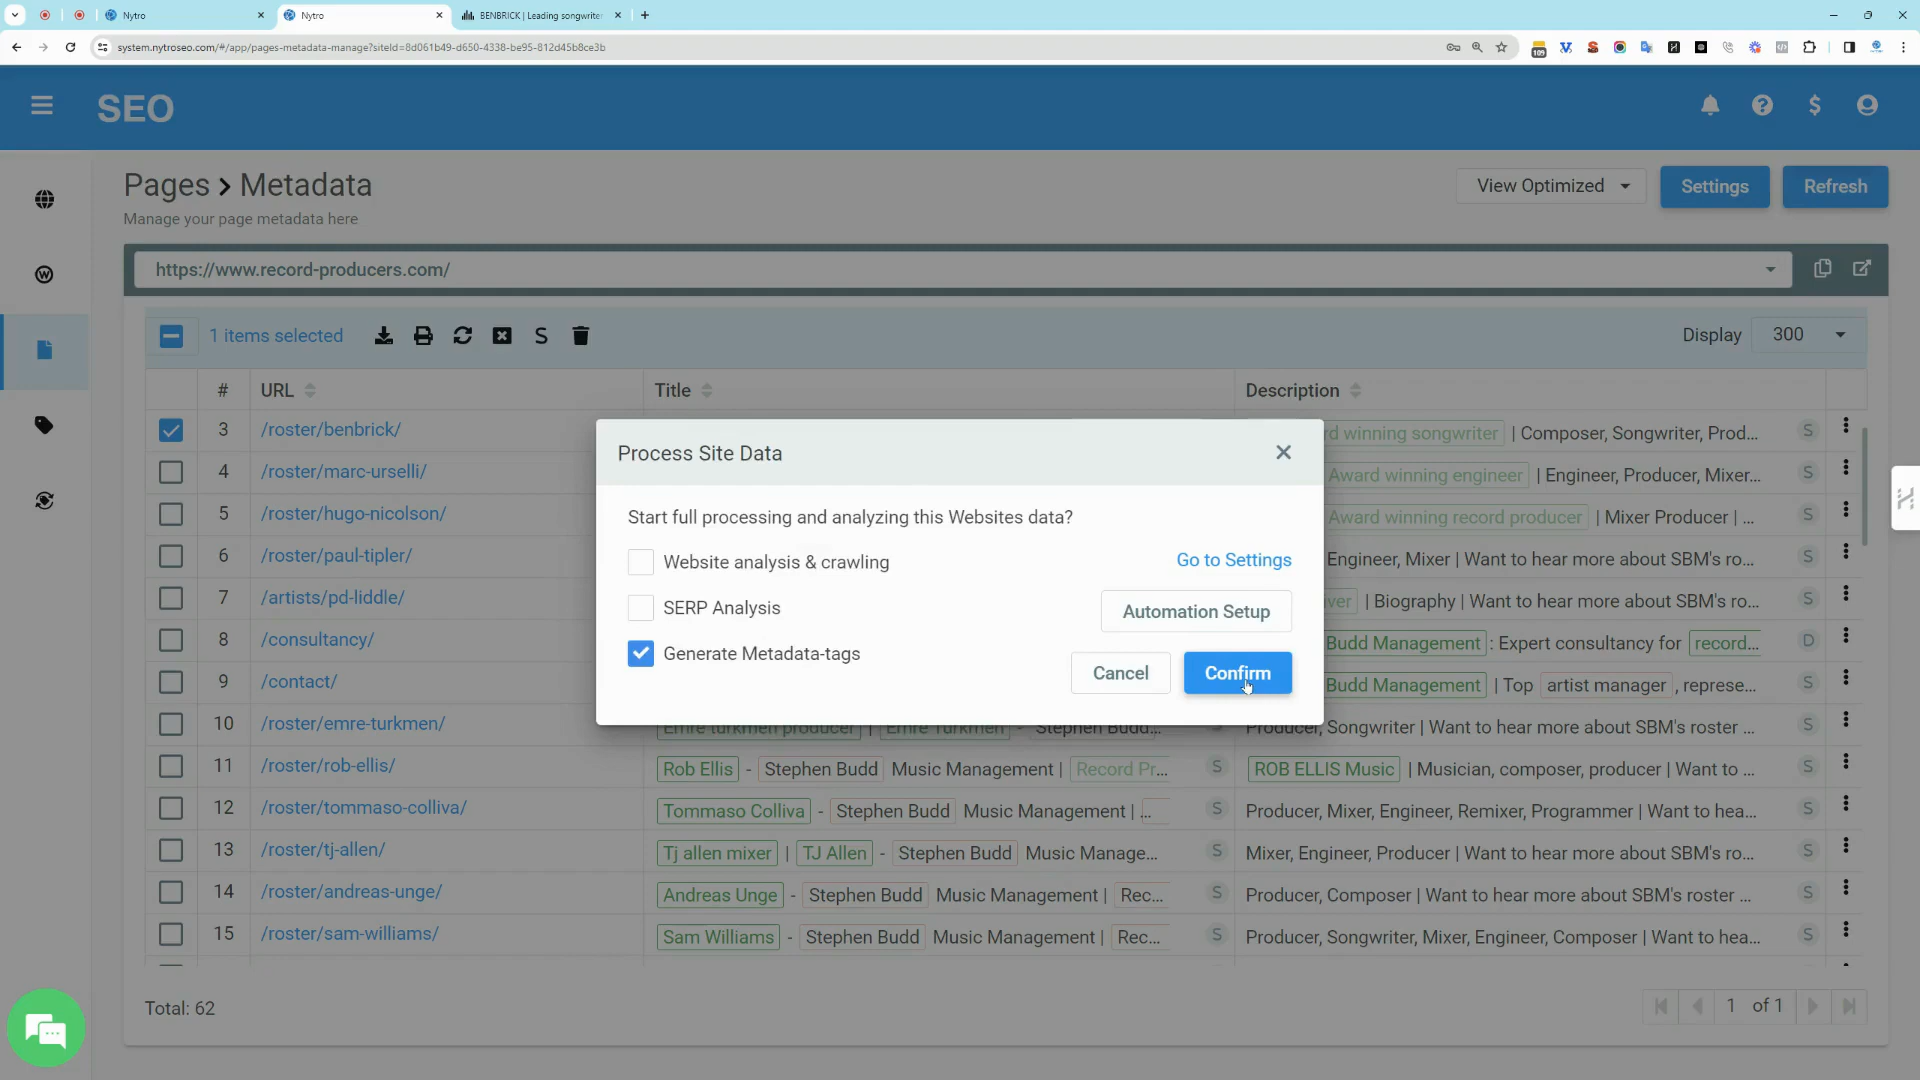 Nytro
Nytro
BENBRICK | Leading songwriter
system.nytroseo.com/#/app/pages-metadata-manage?siteId=8d061b49-d650-4338-be95-812d45b8ce3b
109
SEO
Pages > Metadata
Manage your page metadata here
View Optimized
Settings
Refresh
https://www.record-producers.com/
1 items selected
S
Display
300
# URL Title Description
3 /roster/benbrick/ rd winning songwriter | Composer, Songwriter, Prod... S
4 /roster/marc-urselli/ Award winning engineer | Engineer, Producer, Mixer... S
5 /roster/hugo-nicolson/ Award winning record producer | Mixer Producer | ... S
6 /roster/paul-tipler/ Engineer, Mixer | Want to hear more about SBM's ro... S
7 /artists/pd-liddle/ ver | Biography | Want to hear more about SBM's ro... S
8 /consultancy/ Budd Management : Expert consultancy for record... D
9 /contact/ Budd Management | Top artist manager , represe... S
10 /roster/emre-turkmen/ Emre turkmen producer | Emre Turkmen - Stephen Budd... S Producer, Songwriter | Want to hear more about SBM's roster ... S
11 /roster/rob-ellis/ Rob Ellis - Stephen Budd Music Management | Record Pr... S ROB ELLIS Music | Musician, composer, producer | Want to ... S
12 /roster/tommaso-colliva/ Tommaso Colliva - Stephen Budd Music Management | ... S Producer, Mixer, Engineer, Remixer, Programmer | Want to hea... S
13 /roster/tj-allen/ Tj allen mixer | TJ Allen - Stephen Budd Music Manage... S Mixer, Engineer, Producer | Want to hear more about SBM's ro... S
14 /roster/andreas-unge/ Andreas Unge - Stephen Budd Music Management | Rec... S Producer, Composer | Want to hear more about SBM's roster ... S
15 /roster/sam-williams/ Sam Williams - Stephen Budd Music Management | Rec... S Producer, Songwriter, Mixer, Engineer, Composer | Want to hea... S
Process Site Data
Start full processing and analyzing this Websites data?
Website analysis & crawling
Go to Settings
SERP Analysis
Automation Setup
Generate Metadata-tags
Cancel
Confirm
Total: 62
1 of 1